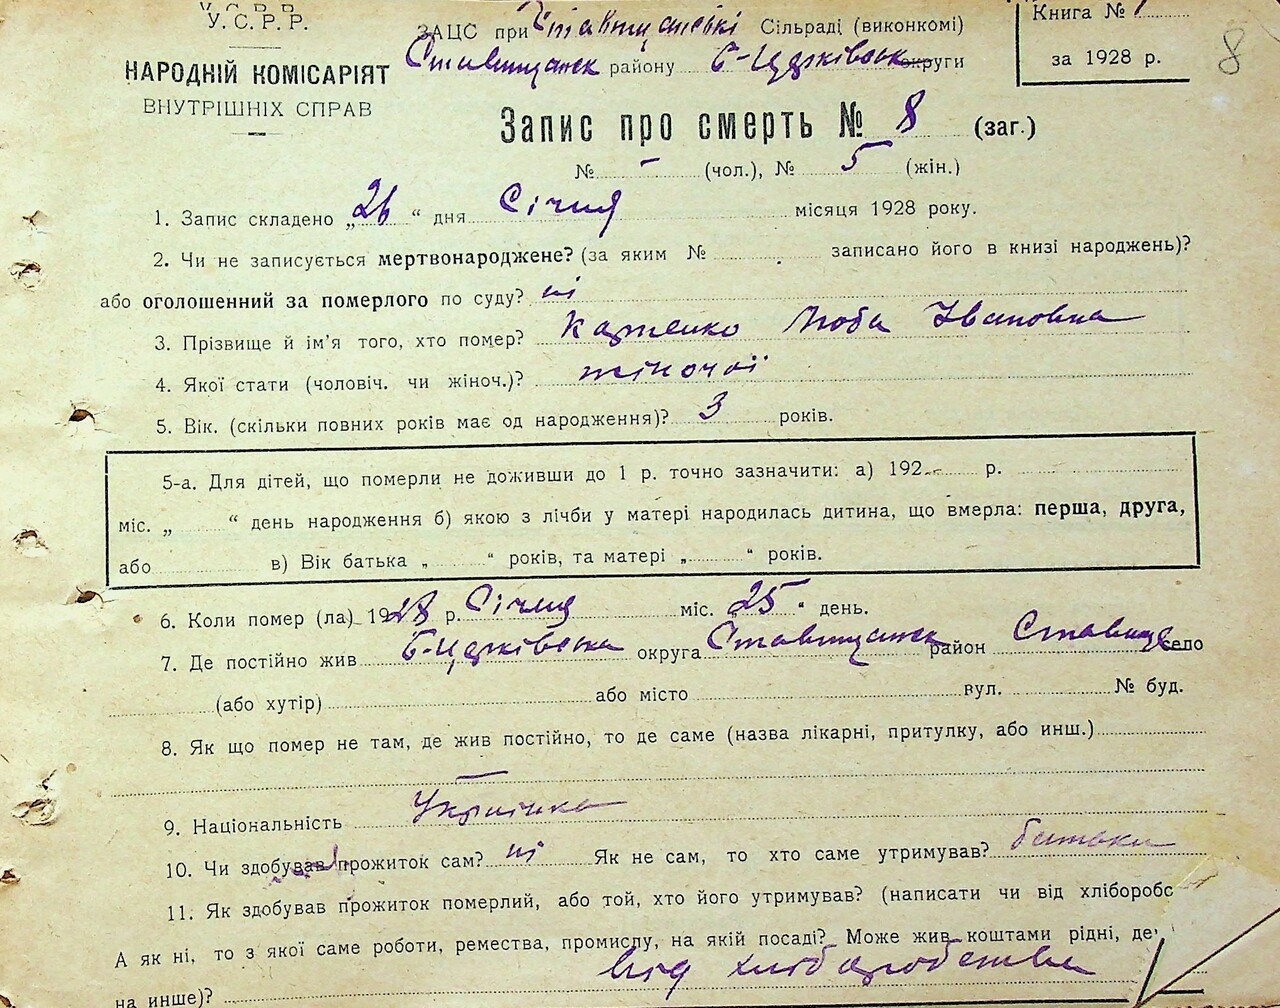 У.С.Р.Р.
НАРОДНІЙ КОМІСАРІЯТ
ВНУТРІШНІХ СПРАВ
ЗАЦС при Ставищанській Сільраді (виконкомі)
Ставищанськ району Б-Церківськ округи
Книга №
за 1928 р.
8
Запис про смерть № 8 (заг.)
№ - (чол.), № 5 (жін.)
1. Запис складено „26“ дня Січня місяця 1928 року.
2. Чи не записується мертвонароджене? (за яким № записано його в книзі народжень)?
або оголошенний за померлого по суду? ні
3. Прізвище й ім'я того, хто помер? Люба Івановна
4. Якої стати (чоловіч. чи жіноч.)? жіночої
5. Вік. (скільки повних років має од народження)? 3 років.
5-а. Для дітей, що померли не доживши до 1 р. точно зазначити: а) 192 р.
міс. „ “ день народження б) якою з лічби у матері народилась дитина, що вмерла: перша, друга,
або в) Вік батька „ “ років, та матері „ “ років.
6. Коли помер (ла) 1928 р. Січня міс. „25“ день.
7. Де постійно жив Б-Церківська округа Ставищанськ район Ставище село
(або хутір) або місто вул. № буд.
8. Як що помер не там, де жив постійно, то де саме (назва лікарні, притулку, або инш.)
—
9. Національність Українка
10. Чи здобував прожиток сам? ні Як не сам, то хто саме утримував? батьки
11. Як здобував прожиток померлий, або той, хто його утримував? (написати чи від хліборобс
А як ні, то з якої саме роботи, ремества, промислу, на якій посаді? Може жив коштами рідні, де
на инше)? від хліборобства